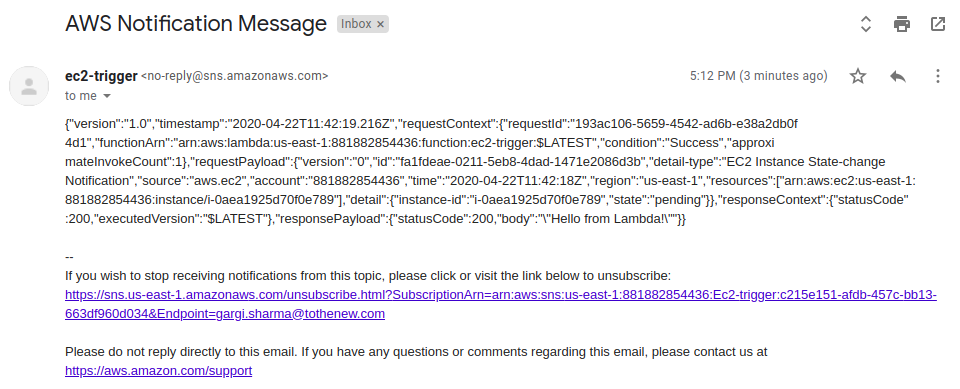 AWS Notification Message Inbox ×
ec2-trigger <no-reply@sns.amazonaws.com> 5:12 PM (3 minutes ago)
to me
{"version":"1.0","timestamp":"2020-04-22T11:42:19.216Z","requestContext":{"requestId":"193ac106-5659-4542-ad6b-e38a2db0f
4d1","functionArn":"arn:aws:lambda:us-east-1:881882854436:function:ec2-trigger:$LATEST","condition":"Success","approxi
mateInvokeCount":1},"requestPayload":{"version":"0","id":"fa1fdeae-0211-5eb8-4dad-1471e2086d3b","detail-type":"EC2 Instance State-change
Notification","source":"aws.ec2","account":"881882854436","time":"2020-04-22T11:42:18Z","region":"us-east-1","resources":["arn:aws:ec2:us-east-1:
881882854436:instance/i-0aea1925d70f0e789"],"detail":{"instance-id":"i-0aea1925d70f0e789","state":"pending"}},"responseContext":{"statusCode"
:200,"executedVersion":"$LATEST"},"responsePayload":{"statusCode":200,"body":"\"Hello from Lambda!\""}}
--
If you wish to stop receiving notifications from this topic, please click or visit the link below to unsubscribe:
https://sns.us-east-1.amazonaws.com/unsubscribe.html?SubscriptionArn=arn:aws:sns:us-east-1:881882854436:Ec2-trigger:c215e151-afdb-457c-bb13-
663df960d034&Endpoint=gargi.sharma@tothenew.com
Please do not reply directly to this email. If you have any questions or comments regarding this email, please contact us at
https://aws.amazon.com/support